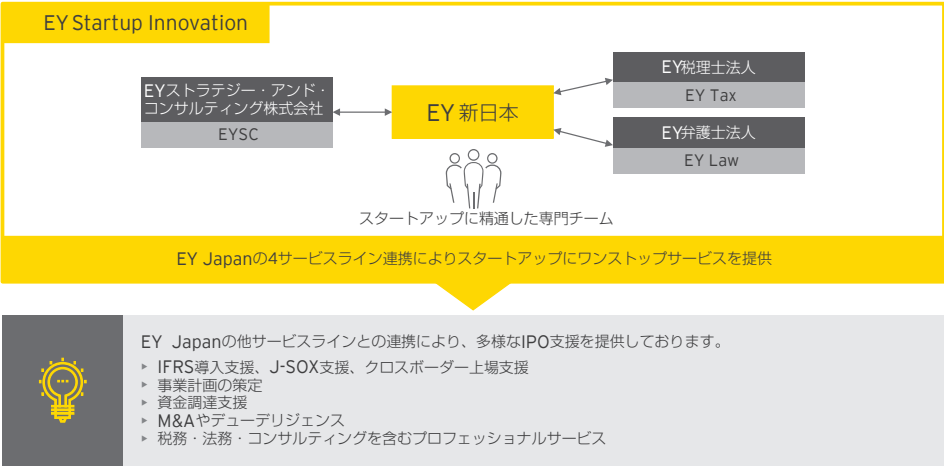 EY Startup Innovation
EYストラテジー・アンド・
コンサルティング株式会社
EYSC
EY 新日本
EY税理士法人
EY Tax
EY弁護士法人
EY Law
スタートアップに精通した専門チーム
EY Japanの4サービスライン連携によりスタートアップにワンストップサービスを提供
EY Japanの他サービスラインとの連携により、多様なIPO支援を提供しております。
▸ IFRS導入支援、J-SOX支援、クロスボーダー上場支援
▸ 事業計画の策定
▸ 資金調達支援
▸ M&Aやデューデリジェンス
▸ 税務・法務・コンサルティングを含むプロフェッショナルサービス